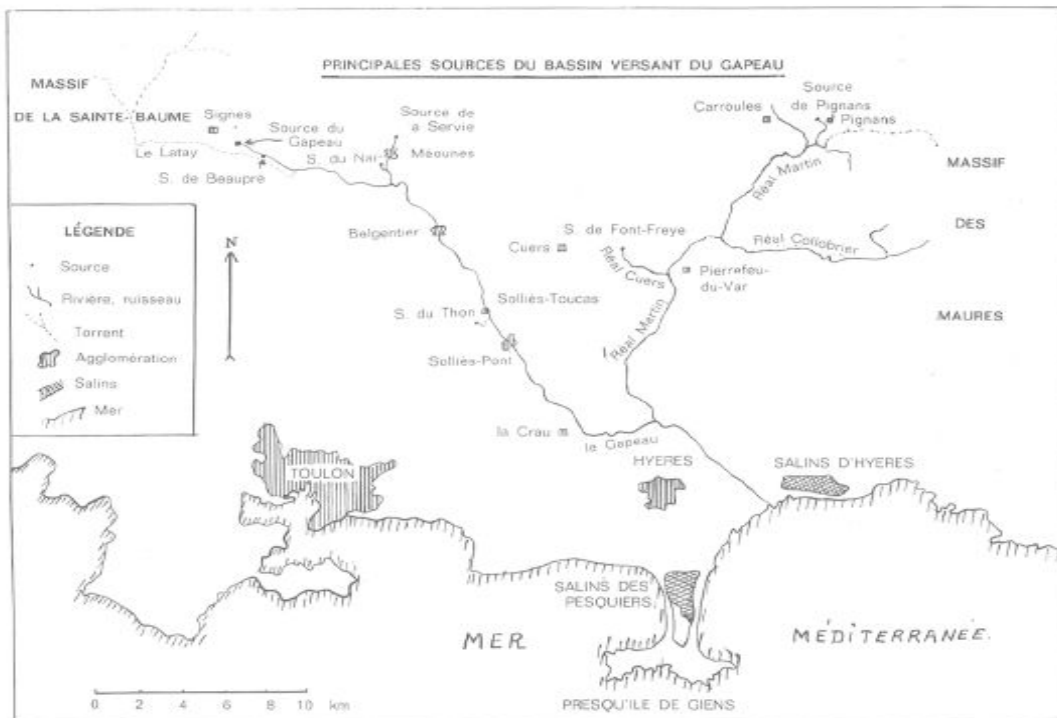 PRINCIPALES SOURCES DU BASSIN VERSANT DU GAPEAU
MASSIF
DE LA SAINTE-BAUME
Signes
Source du
Gapeau
Le Latay
S. de Beaupré
Source de
a Servie
S. du Nai
Méounes
Carroules
Source
de Pignans
Pignans
Réal Martin
MASSIF
DES
MAURES
LÉGENDE
Source
Rivière, ruisseau
Torrent
Agglomération
Salins
Mer
N
Belgentier
Cuers
S. de Font-Freye
Réal Cuers
Réal Collobrier
Pierrefeu-
du-Var
Solliès-Toucas
S. du Thon
Réal Martin
Solliès-Pont
la Crau
le Gapeau
TOULON
HYERES
SALINS D'HYERES
SALINS DES
PESQUIERS
MER
MÉDITERRANÉE.
0 2 4 6 8 10 km
PRESQU'ILE DE GIENS